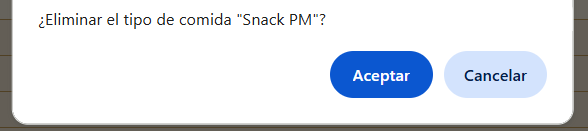 ¿Eliminar el tipo de comida "Snack PM"?
Aceptar
Cancelar